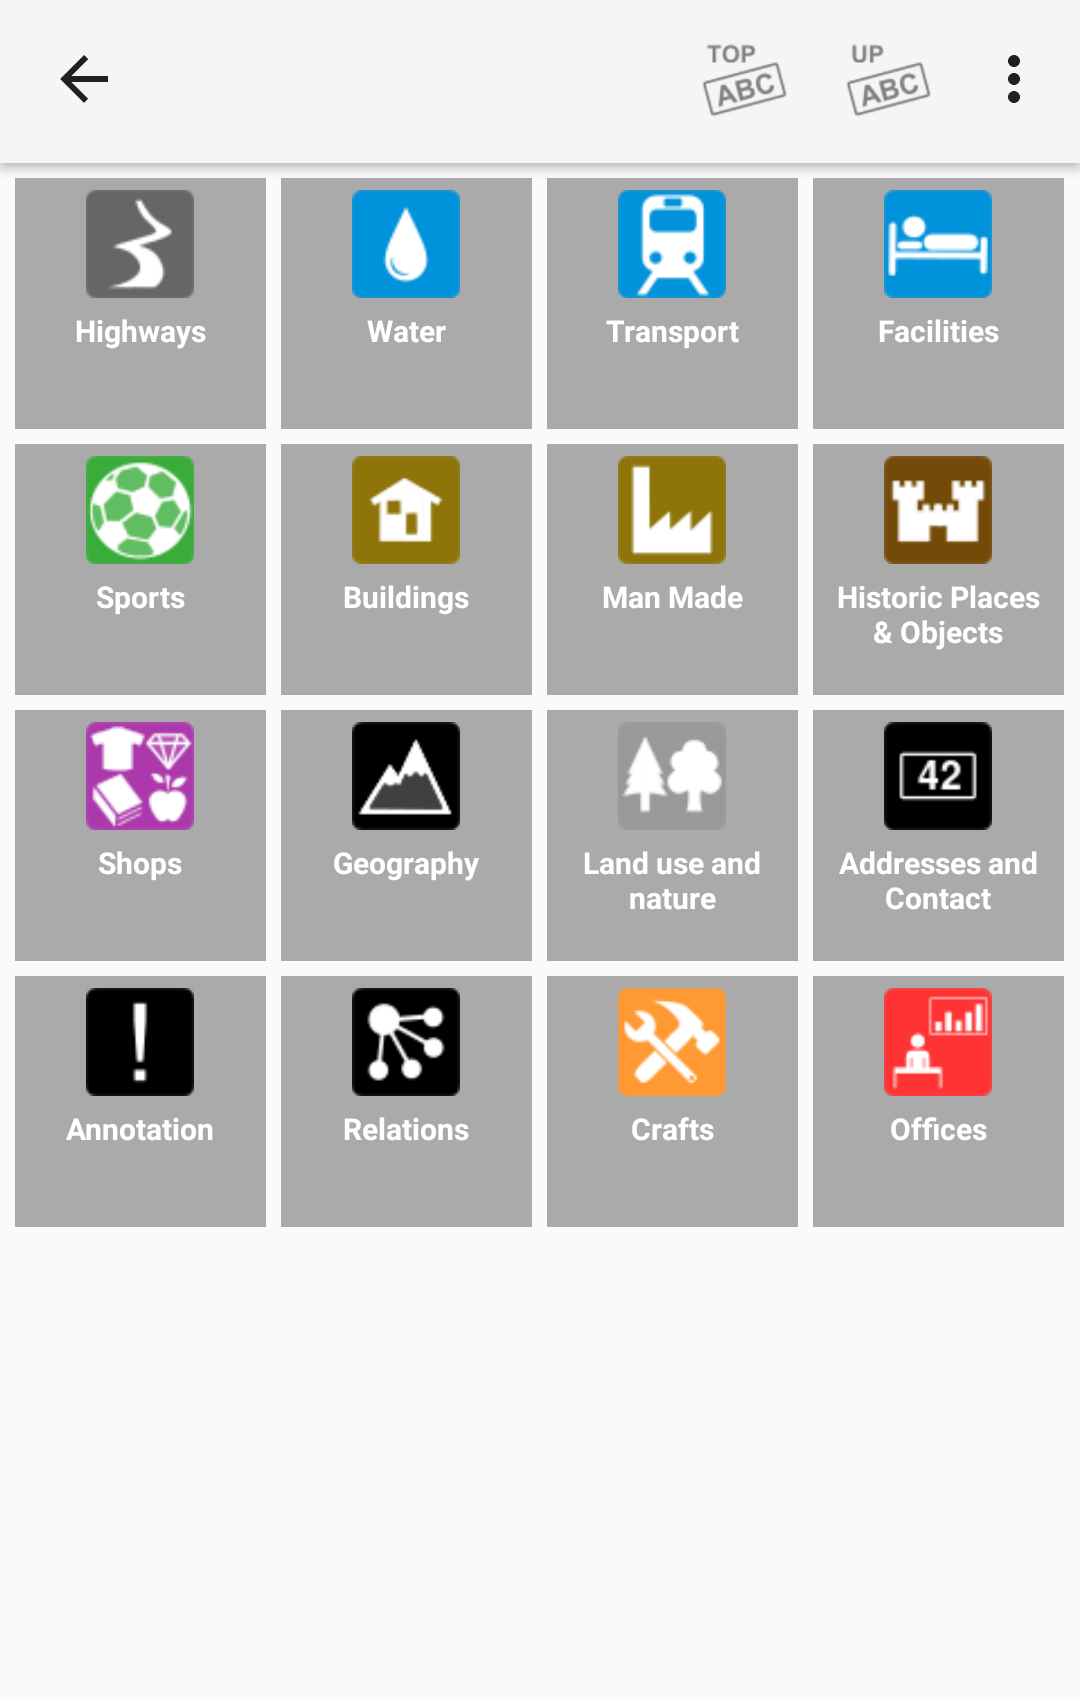 TOP
ABC
UP
ABC
Highways
Water
Transport
Facilities
Sports
Buildings
Man Made
Historic Places
& Objects
Shops
Geography
Land use and
nature
42
Addresses and
Contact
!
Annotation
Relations
Crafts
Offices